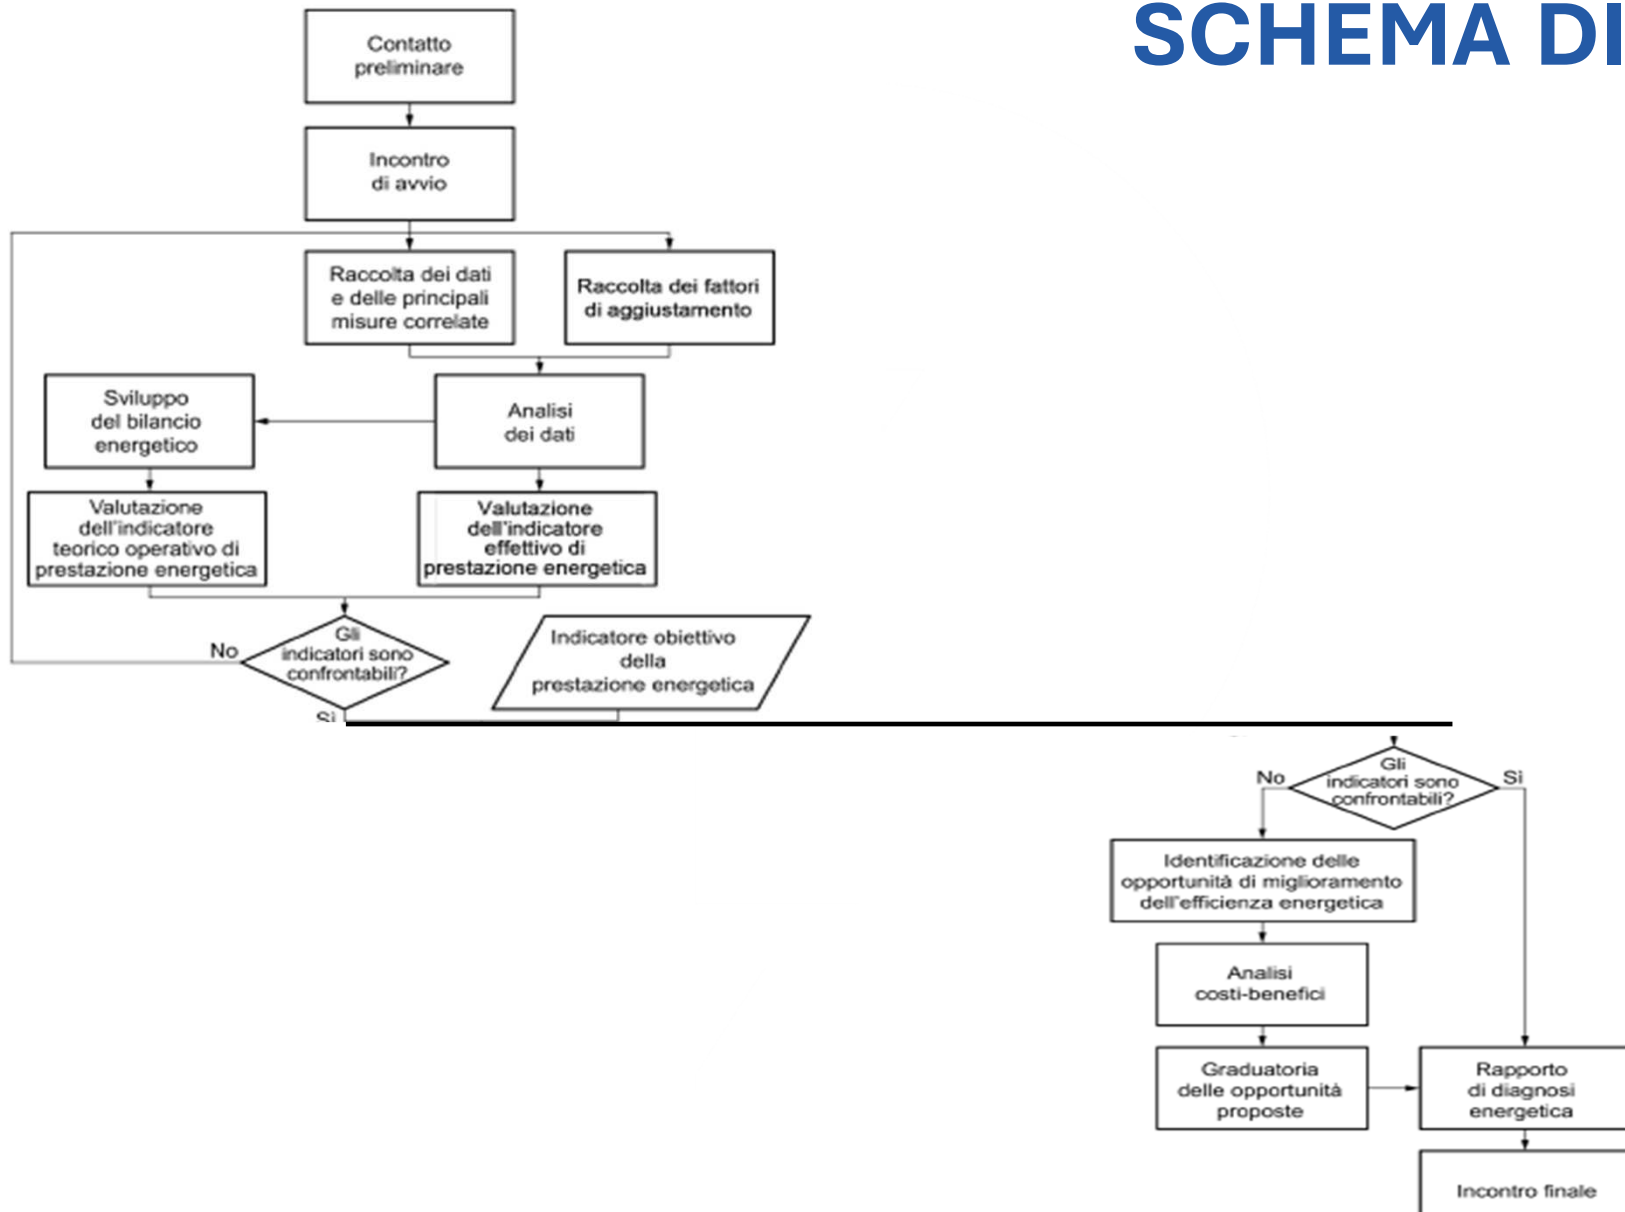 SCHEMA DI
Contatto
preliminare
Incontro
di avvio
Raccolta dei dati
e delle principali
misure correlate
Raccolta dei fattori
di aggiustamento
Sviluppo
del bilancio
energetico
Analisi
dei dati
Valutazione
dell'indicatore
teorico operativo di
prestazione energetica
Valutazione
dell'indicatore
effettivo di
prestazione energetica
Gli
indicatori sono
confrontabili?
No
Indicatore obiettivo
della
prestazione energetica
Si
Gli
indicatori sono
confrontabili?
No
Si
Identificazione delle
opportunità di miglioramento
dell'efficienza energetica
Analisi
costi-benefici
Graduatoria
delle opportunità
proposte
Rapporto
di diagnosi
energetica
Incontro finale